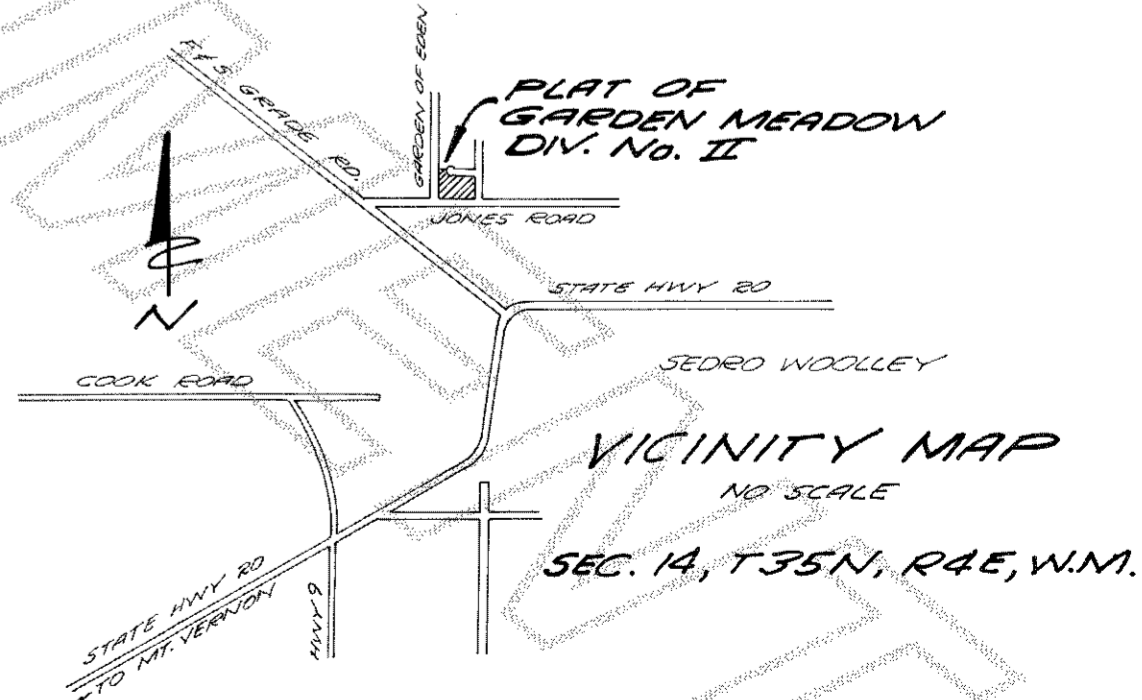 F & S GRADE RD.
GARDEN OF EDEN
PLAT OF
GARDEN MEADOW
DIV. No. II
JONES ROAD
N
STATE HWY 20
SEDRO WOOLLEY
COOK ROAD
VICINITY MAP
NO SCALE
SEC. 14, T35N, R4E, W.M.
STATE HWY 20
TO MT. VERNON
HWY 9